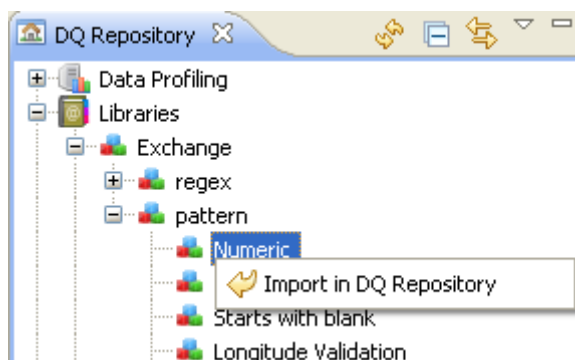 DQ Repository
Data Profiling
Libraries
Exchange
regex
pattern
Numeric
Import in DQ Repository
Starts with blank
Longitude Validation